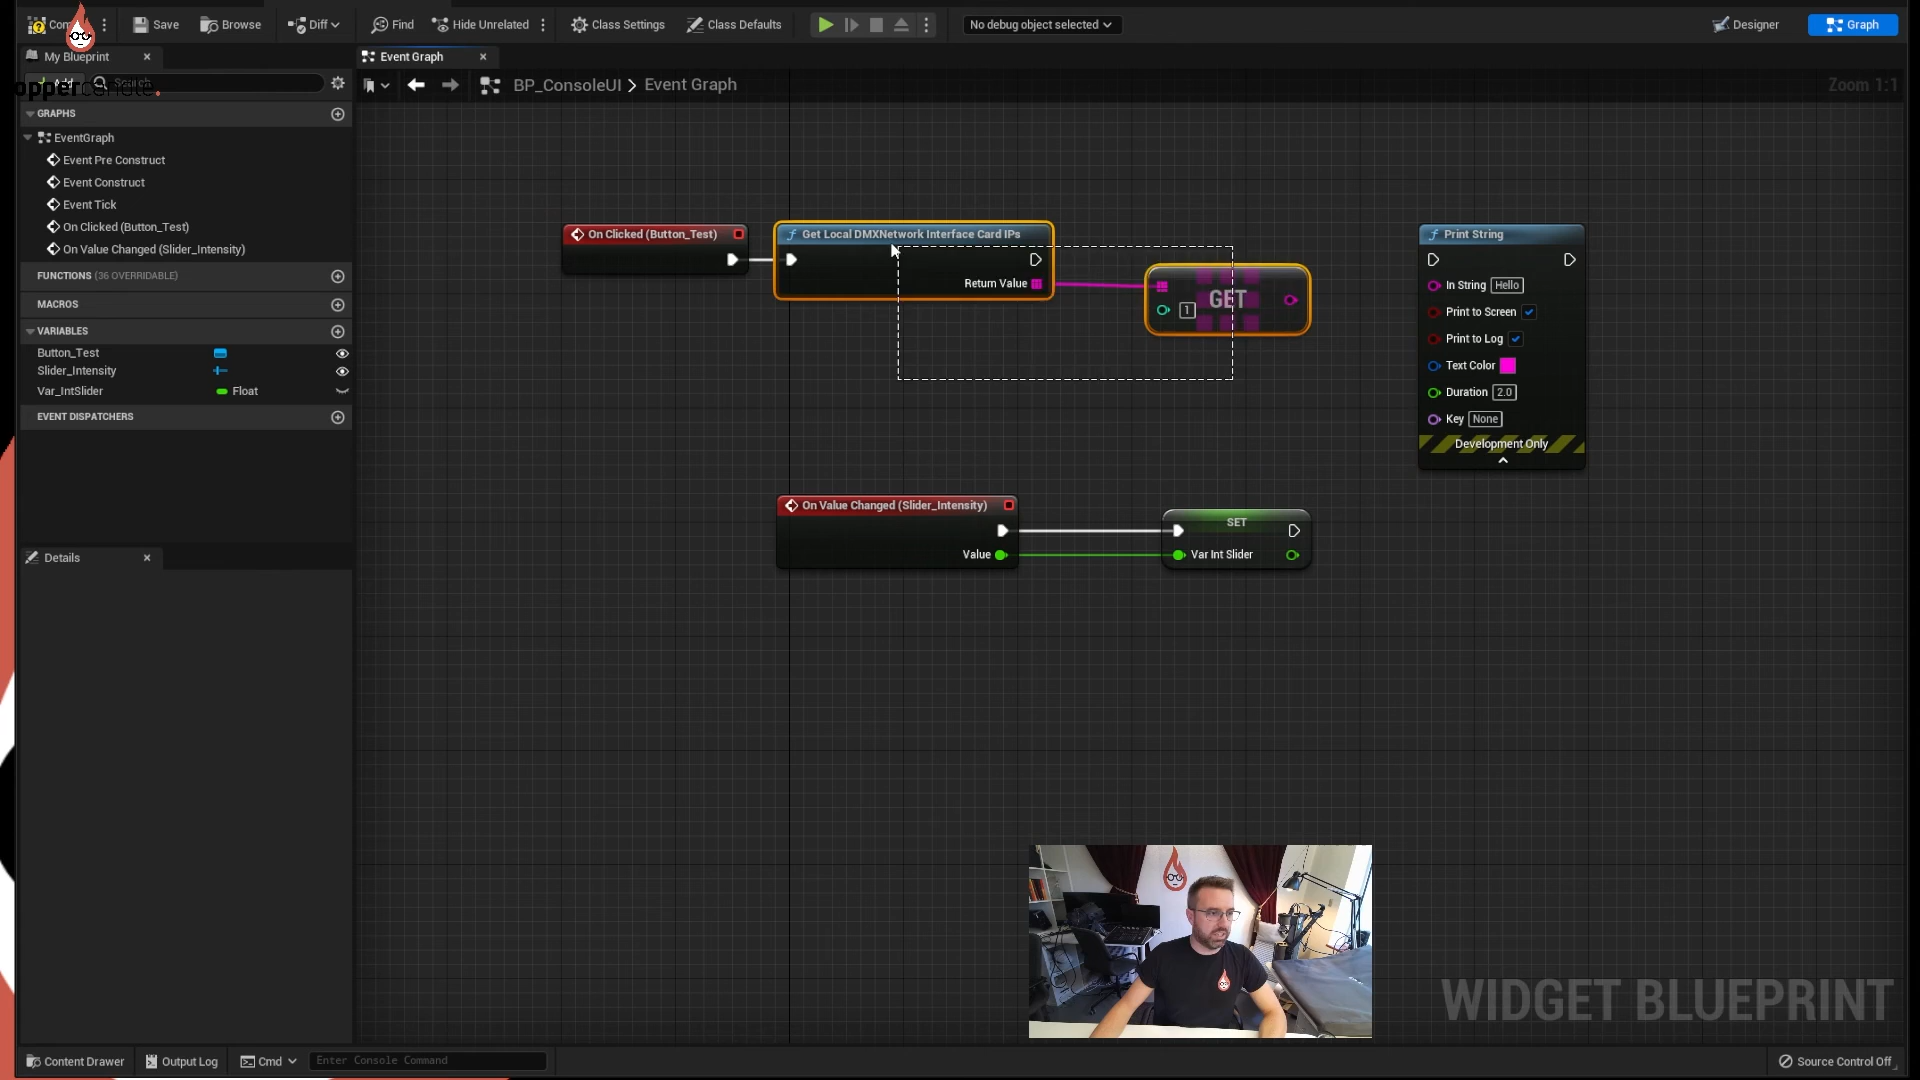 Save
Browse
Diff
Find
Hide Unrelated
Class Settings
Class Defaults
No debug object selected
Designer
Graph
My Blueprint
Event Graph
BP_ConsoleUI > Event Graph
Zoom 1:1
GRAPHS
EventGraph
Event Pre Construct
Event Construct
Event Tick
On Clicked (Button_Test)
On Value Changed (Slider_Intensity)
FUNCTIONS (36 OVERRIDABLE)
MACROS
VARIABLES
Button_Test
Slider_Intensity
Var_IntSlider
Float
EVENT DISPATCHERS
Details
On Clicked (Button_Test)
Get Local DMXNetwork Interface Card IPs
Return Value
GET
1
Print String
In String Hello
Print to Screen
Print to Log
Text Color
Duration 2.0
Key None
Development Only
On Value Changed (Slider_Intensity)
Value
SET
Var Int Slider
WIDGET BLUEPRINT
Content Drawer
Output Log
Cmd
Enter Console Command
Source Control Off